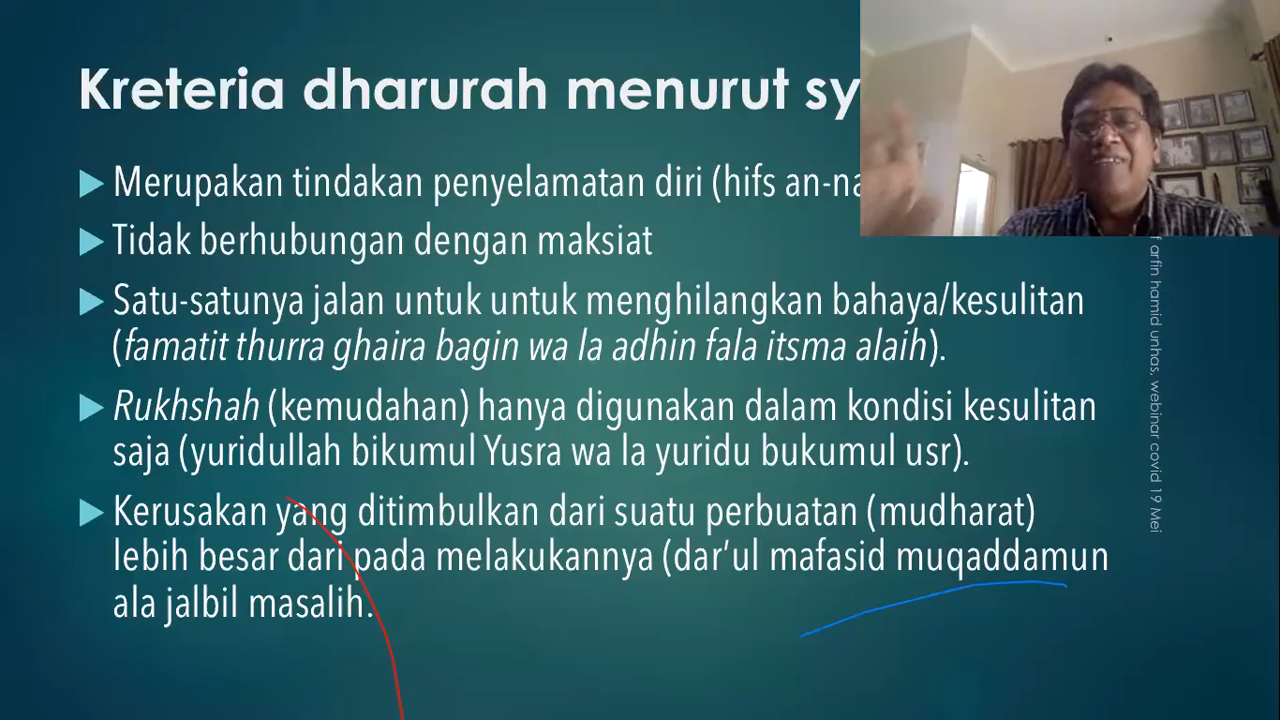 Kreteria dharurah menurut sy
Merupakan tindakan penyelamatan diri (hifs an-na
Tidak berhubungan dengan maksiat
Satu-satunya jalan untuk untuk menghilangkan bahaya/kesulitan
(famatit thurra ghaira bagin wa la adhin fala itsma alaih).
Rukhshah (kemudahan) hanya digunakan dalam kondisi kesulitan
saja (yuridullah bikumul Yusra wa la yuridu bukumul usr).
Kerusakan yang ditimbulkan dari suatu perbuatan (mudharat)
lebih besar dari pada melakukannya (dar’ul mafasid muqaddamun
ala jalbil masalih.
f arfin hamid unhas, webinar covid 19 Mei